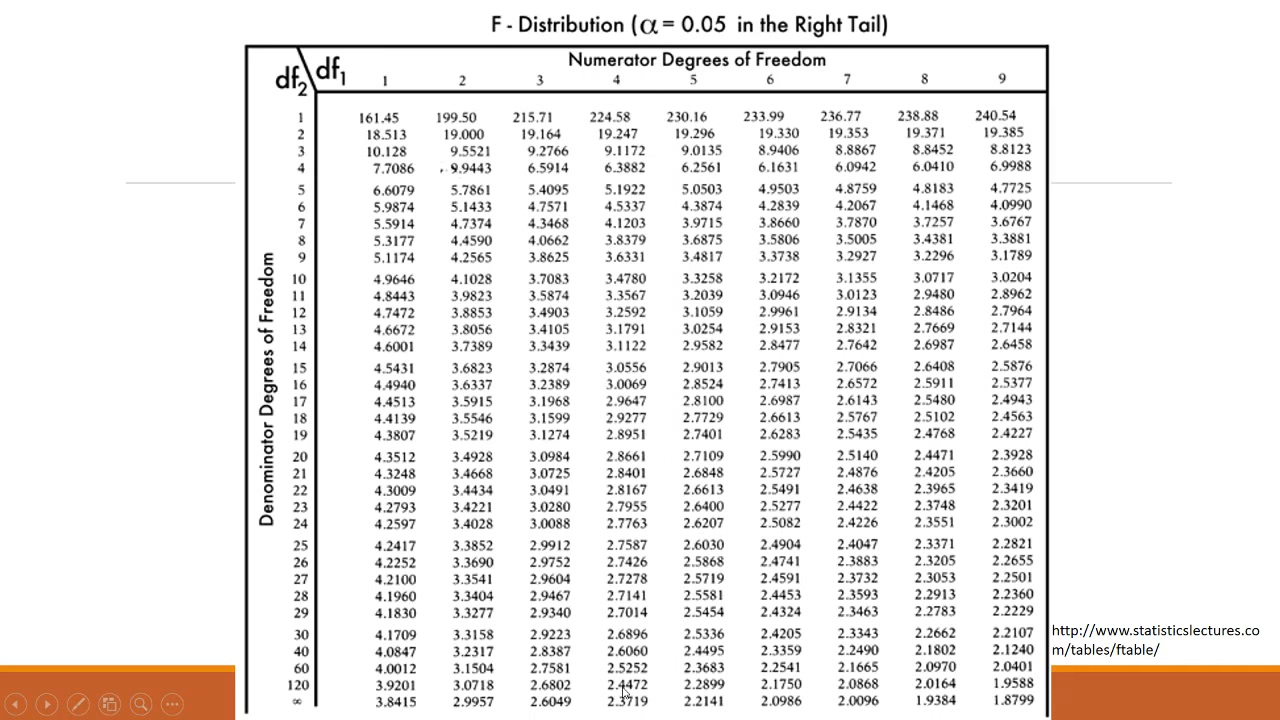 F - Distribution (α = 0.05 in the Right Tail)
df₂ \ df₁ Numerator Degrees of Freedom
1 2 3 4 5 6 7 8 9
Denominator Degrees of Freedom
1 161.45 199.50 215.71 224.58 230.16 233.99 236.77 238.88 240.54
2 18.513 19.000 19.164 19.247 19.296 19.330 19.353 19.371 19.385
3 10.128 9.5521 9.2766 9.1172 9.0135 8.9406 8.8867 8.8452 8.8123
4 7.7086 9.9443 6.5914 6.3882 6.2561 6.1631 6.0942 6.0410 6.9988
5 6.6079 5.7861 5.4095 5.1922 5.0503 4.9503 4.8759 4.8183 4.7725
6 5.9874 5.1433 4.7571 4.5337 4.3874 4.2839 4.2067 4.1468 4.0990
7 5.5914 4.7374 4.3468 4.1203 3.9715 3.8660 3.7870 3.7257 3.6767
8 5.3177 4.4590 4.0662 3.8379 3.6875 3.5806 3.5005 3.4381 3.3881
9 5.1174 4.2565 3.8625 3.6331 3.4817 3.3738 3.2927 3.2296 3.1789
10 4.9646 4.1028 3.7083 3.4780 3.3258 3.2172 3.1355 3.0717 3.0204
11 4.8443 3.9823 3.5874 3.3567 3.2039 3.0946 3.0123 2.9480 2.8962
12 4.7472 3.8853 3.4903 3.2592 3.1059 2.9961 2.9134 2.8486 2.7964
13 4.6672 3.8056 3.4105 3.1791 3.0254 2.9153 2.8321 2.7669 2.7144
14 4.6001 3.7389 3.3439 3.1122 2.9582 2.8477 2.7642 2.6987 2.6458
15 4.5431 3.6823 3.2874 3.0556 2.9013 2.7905 2.7066 2.6408 2.5876
16 4.4940 3.6337 3.2389 3.0069 2.8524 2.7413 2.6572 2.5911 2.5377
17 4.4513 3.5915 3.1968 2.9647 2.8100 2.6987 2.6143 2.5480 2.4943
18 4.4139 3.5546 3.1599 2.9277 2.7729 2.6613 2.5767 2.5102 2.4563
19 4.3807 3.5219 3.1274 2.8951 2.7401 2.6283 2.5435 2.4768 2.4227
20 4.3512 3.4928 3.0984 2.8661 2.7109 2.5990 2.5140 2.4471 2.3928
21 4.3248 3.4668 3.0725 2.8401 2.6848 2.5727 2.4876 2.4205 2.3660
22 4.3009 3.4434 3.0491 2.8167 2.6613 2.5491 2.4638 2.3965 2.3419
23 4.2793 3.4221 3.0280 2.7955 2.6400 2.5277 2.4422 2.3748 2.3201
24 4.2597 3.4028 3.0088 2.7763 2.6207 2.5082 2.4226 2.3551 2.3002
25 4.2417 3.3852 2.9912 2.7587 2.6030 2.4904 2.4047 2.3371 2.2821
26 4.2252 3.3690 2.9752 2.7426 2.5868 2.4741 2.3883 2.3205 2.2655
27 4.2100 3.3541 2.9604 2.7278 2.5719 2.4591 2.3732 2.3053 2.2501
28 4.1960 3.3404 2.9467 2.7141 2.5581 2.4453 2.3593 2.2913 2.2360
29 4.1830 3.3277 2.9340 2.7014 2.5454 2.4324 2.3463 2.2783 2.2229
30 4.1709 3.3158 2.9223 2.6896 2.5336 2.4205 2.3343 2.2662 2.2107
40 4.0847 3.2317 2.8387 2.6060 2.4495 2.3359 2.2490 2.1802 2.1240
60 4.0012 3.1504 2.7581 2.5252 2.3683 2.2541 2.1665 2.0970 2.0401
120 3.9201 3.0718 2.6802 2.4472 2.2899 2.1750 2.0868 2.0164 1.9588
∞ 3.8415 2.9957 2.6049 2.3719 2.2141 2.0986 2.0096 1.9384 1.8799
http://www.statisticslectures.co
m/tables/ftable/